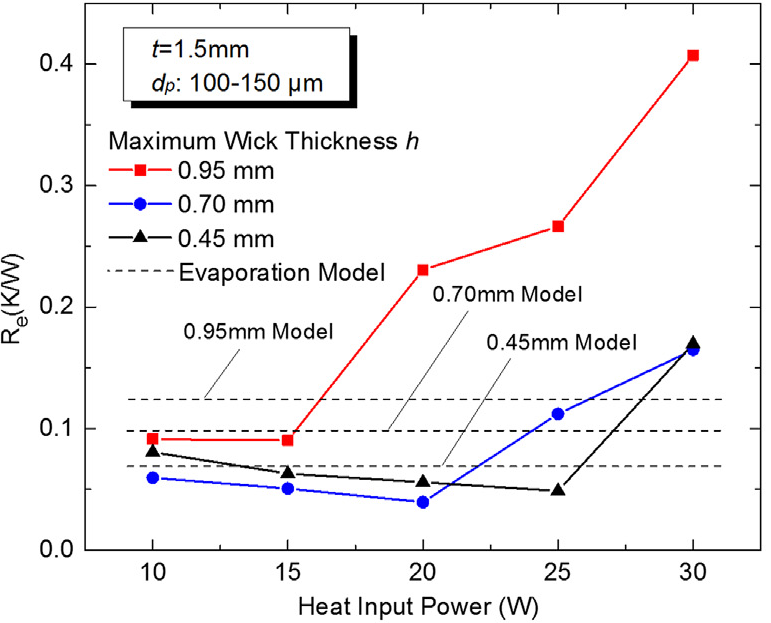 t=1.5mm
dp: 100-150 μm
Maximum Wick Thickness h
0.95 mm
0.70 mm
0.45 mm
Evaporation Model
0.70mm Model
0.95mm Model
0.45mm Model
0.4
0.3
0.2
0.1
0.0
Re(K/W)
10 15 20 25 30
Heat Input Power (W)